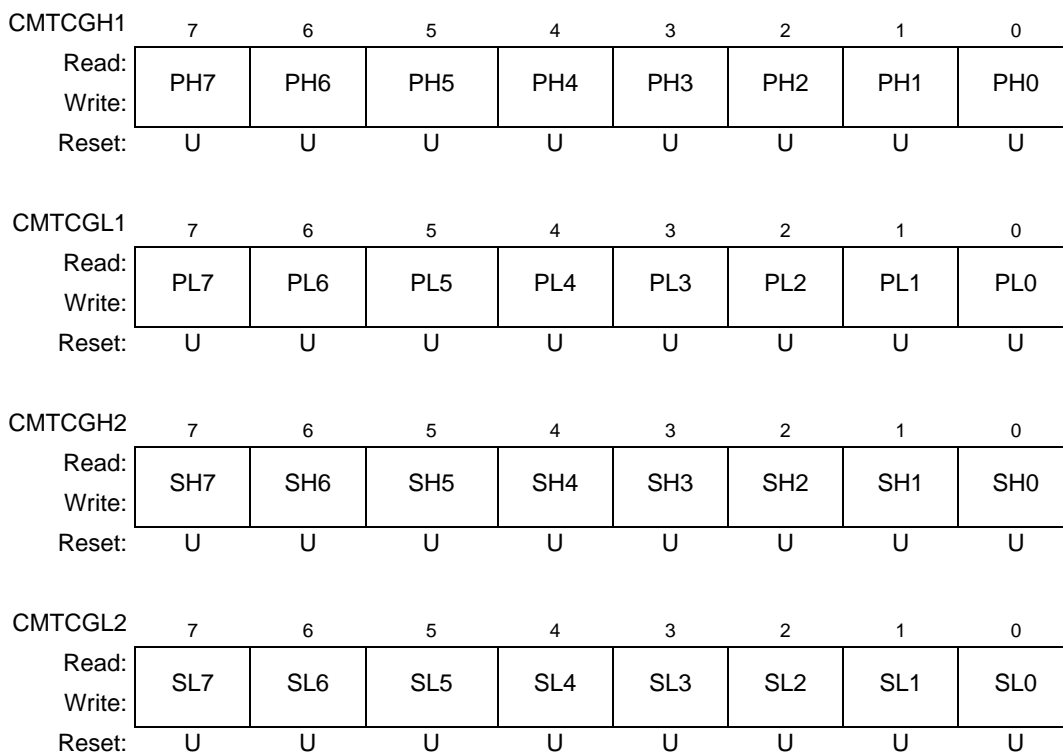 CMTCGH1 7 6 5 4 3 2 1 0
Read:
PH7 PH6 PH5 PH4 PH3 PH2 PH1 PH0
Write:
Reset: U U U U U U U U
CMTCGL1 7 6 5 4 3 2 1 0
Read:
PL7 PL6 PL5 PL4 PL3 PL2 PL1 PL0
Write:
Reset: U U U U U U U U
CMTCGH2 7 6 5 4 3 2 1 0
Read:
SH7 SH6 SH5 SH4 SH3 SH2 SH1 SH0
Write:
Reset: U U U U U U U U
CMTCGL2 7 6 5 4 3 2 1 0
Read:
SL7 SL6 SL5 SL4 SL3 SL2 SL1 SL0
Write:
Reset: U U U U U U U U